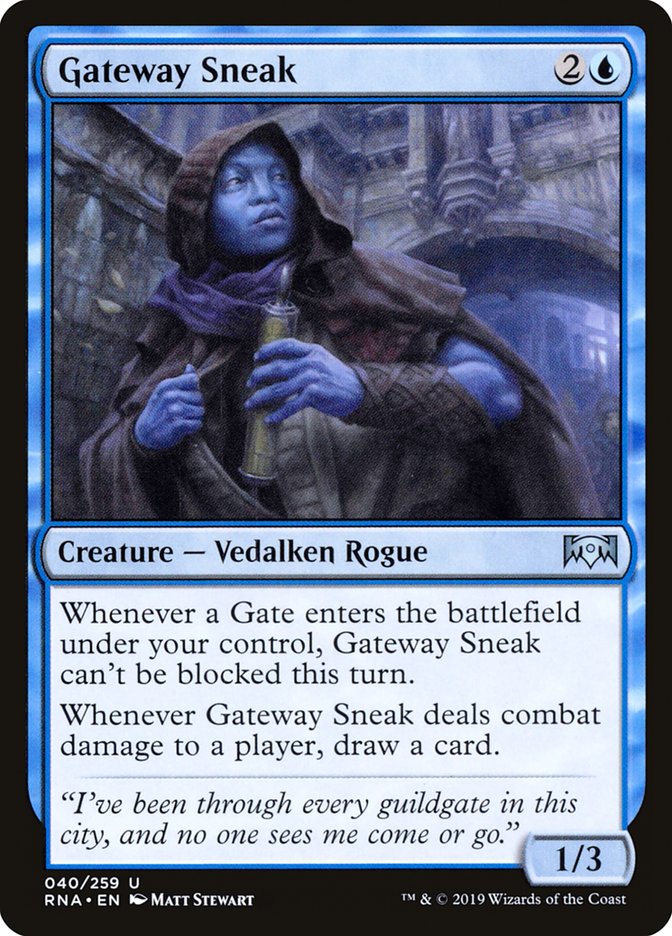 Gateway Sneak 2
Creature — Vedalken Rogue
Whenever a Gate enters the battlefield
under your control, Gateway Sneak
can't be blocked this turn.
Whenever Gateway Sneak deals combat
damage to a player, draw a card.
“I've been through every guildgate in this
city, and no one sees me come or go.”
1/3
040/259 U
RNA • EN Matt Stewart
™ & © 2019 Wizards of the Coast